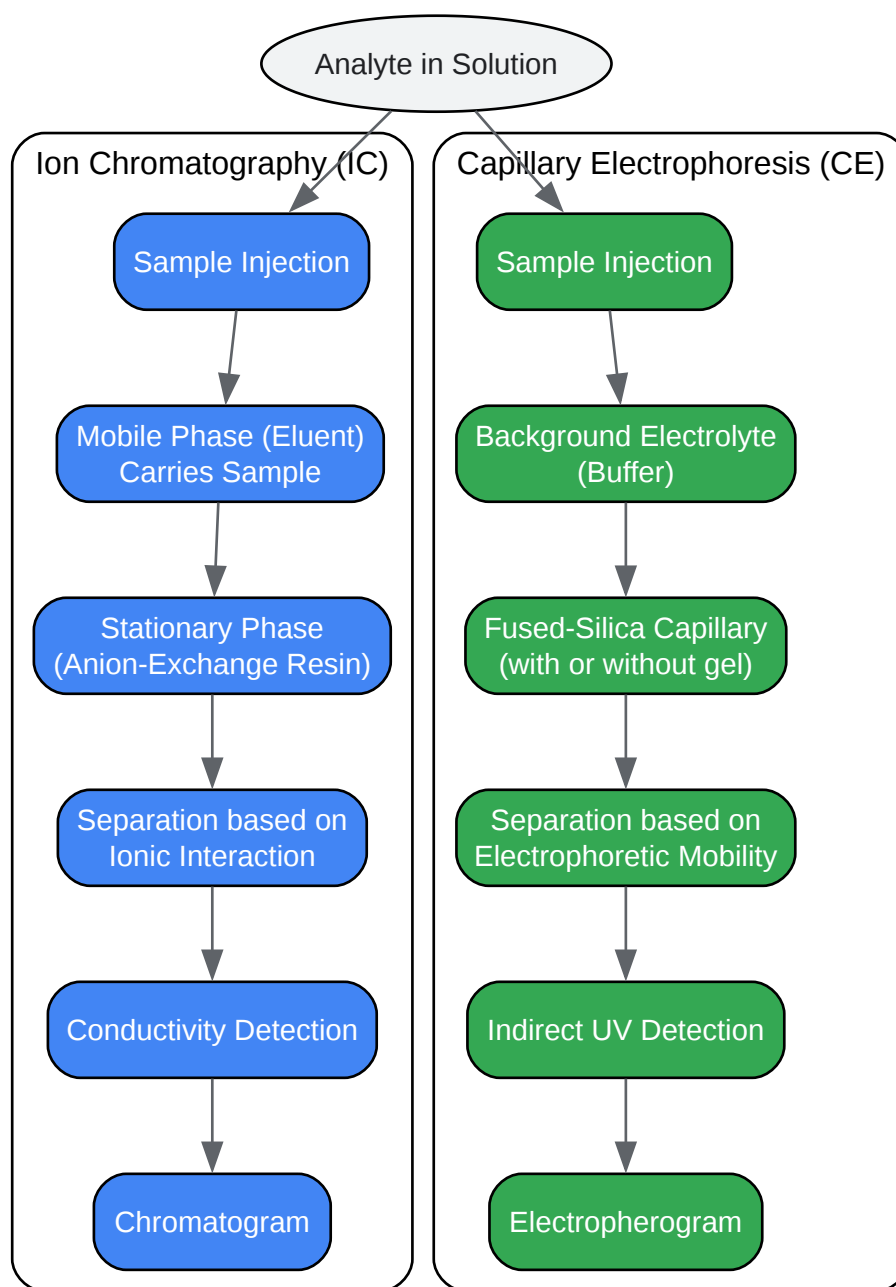 Analyte in Solution
Ion Chromatography (IC)
Sample Injection
Mobile Phase (Eluent)
Carries Sample
Stationary Phase
(Anion-Exchange Resin)
Separation based on
Ionic Interaction
Conductivity Detection
Chromatogram
Capillary Electrophoresis (CE)
Sample Injection
Background Electrolyte
(Buffer)
Fused-Silica Capillary
(with or without gel)
Separation based on
Electrophoretic Mobility
Indirect UV Detection
Electropherogram